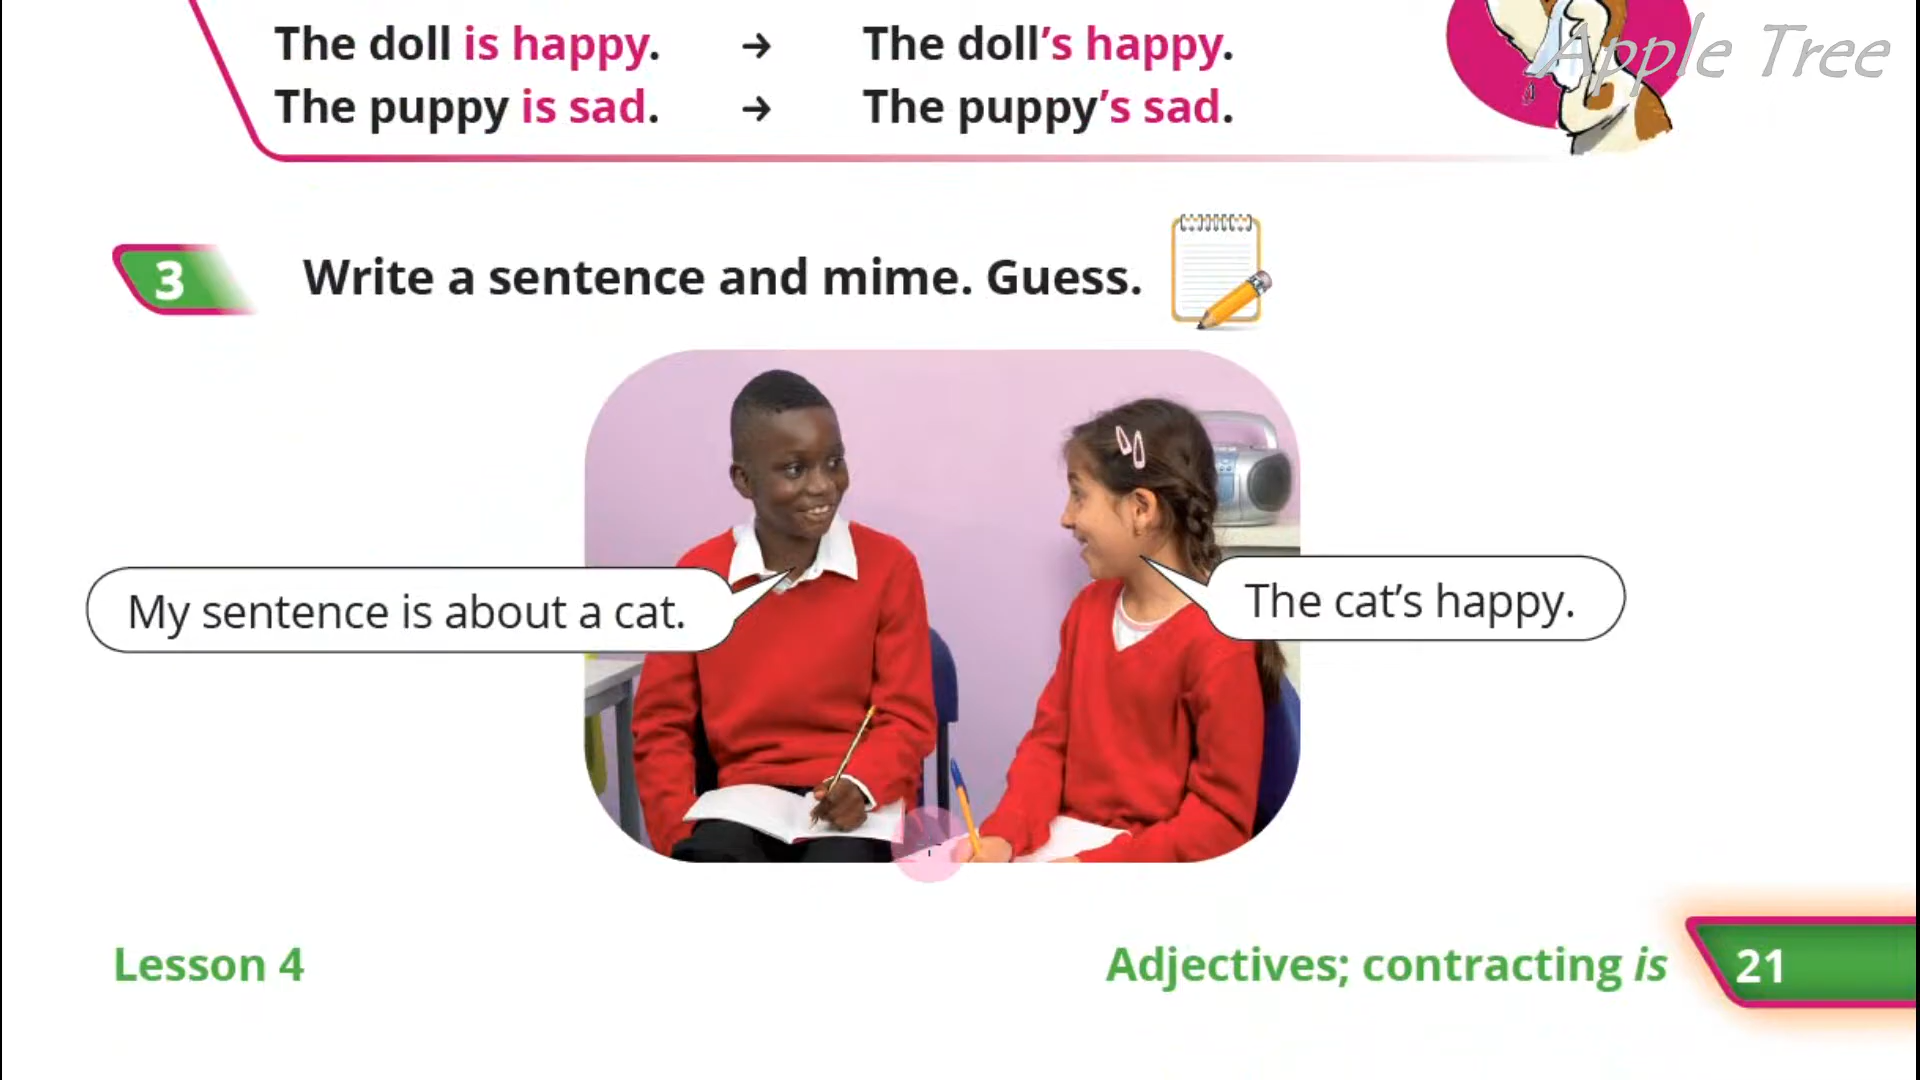 The doll is happy. → The doll’s happy.
The puppy is sad. → The puppy’s sad.
Apple Tree
3 Write a sentence and mime. Guess.
My sentence is about a cat.
The cat’s happy.
Lesson 4
Adjectives; contracting is 21